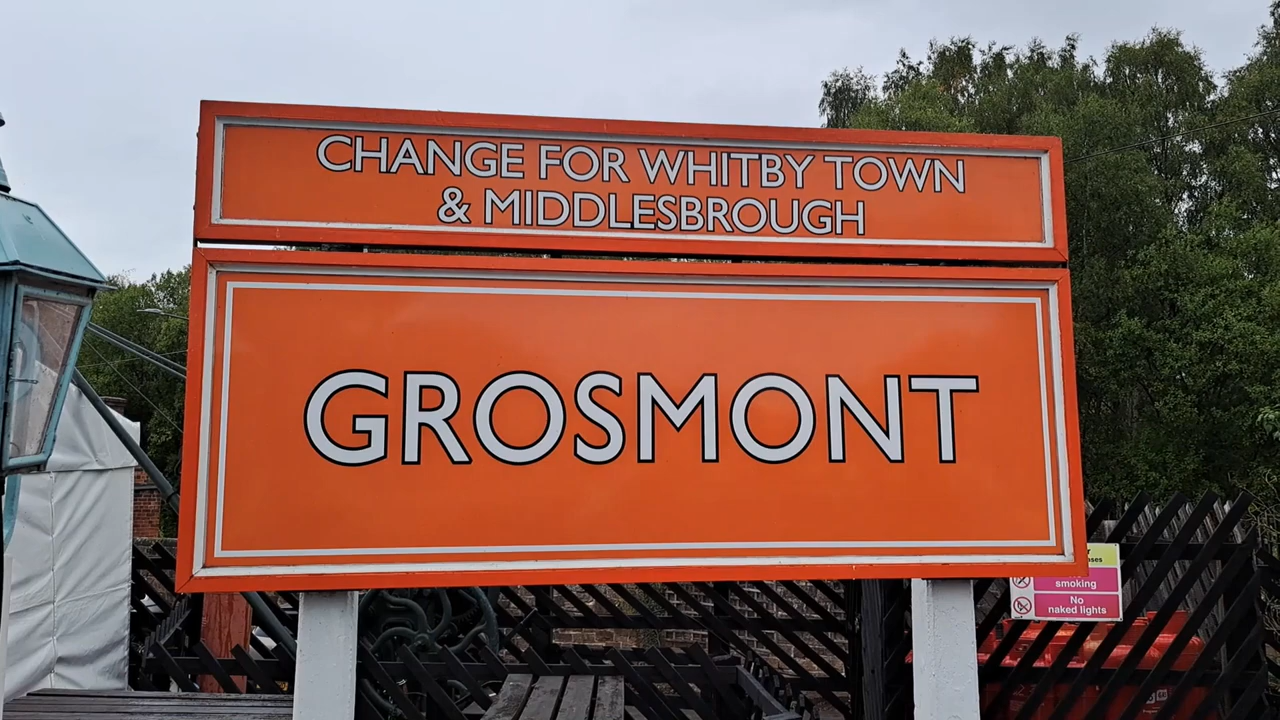 CHANGE FOR WHITBY TOWN
& MIDDLESBROUGH
GROSMONT
smoking
No
naked lights